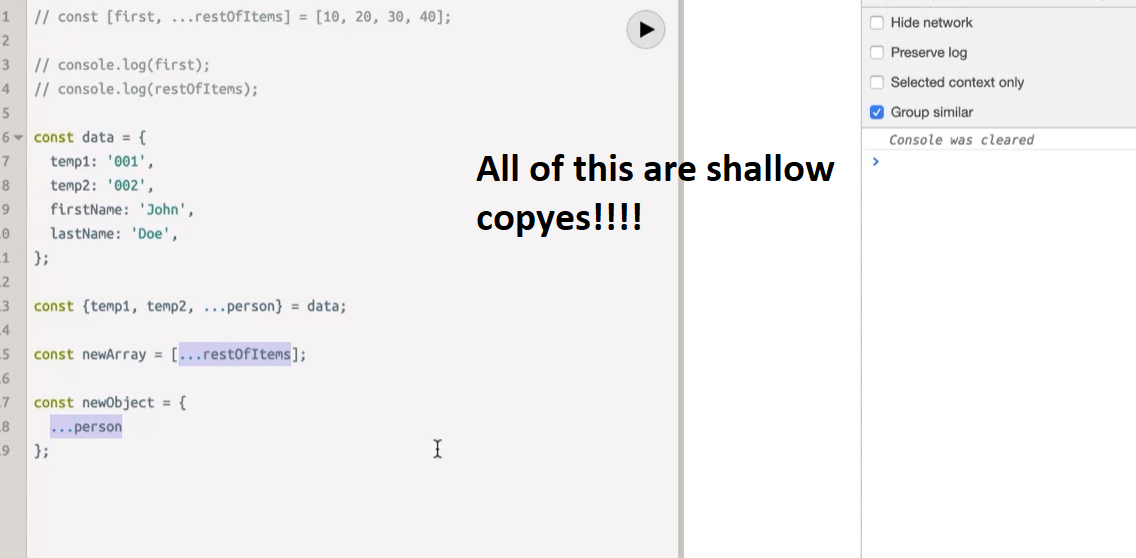 1 // const [first, ...restOfItems] = [10, 20, 30, 40];
2
3 // console.log(first);
4 // console.log(restOfItems);
5
6 const data = {
7 temp1: '001',
8 temp2: '002',
9 firstName: 'John',
.0 lastName: 'Doe',
.1 };
.2
.3 const {temp1, temp2, ...person} = data;
.4
.5 const newArray = [...restOfItems];
.6
.7 const newObject = {
.8 ...person
.9 };
All of this are shallow
copyes!!!!
Hide network
Preserve log
Selected context only
Group similar
Console was cleared
>